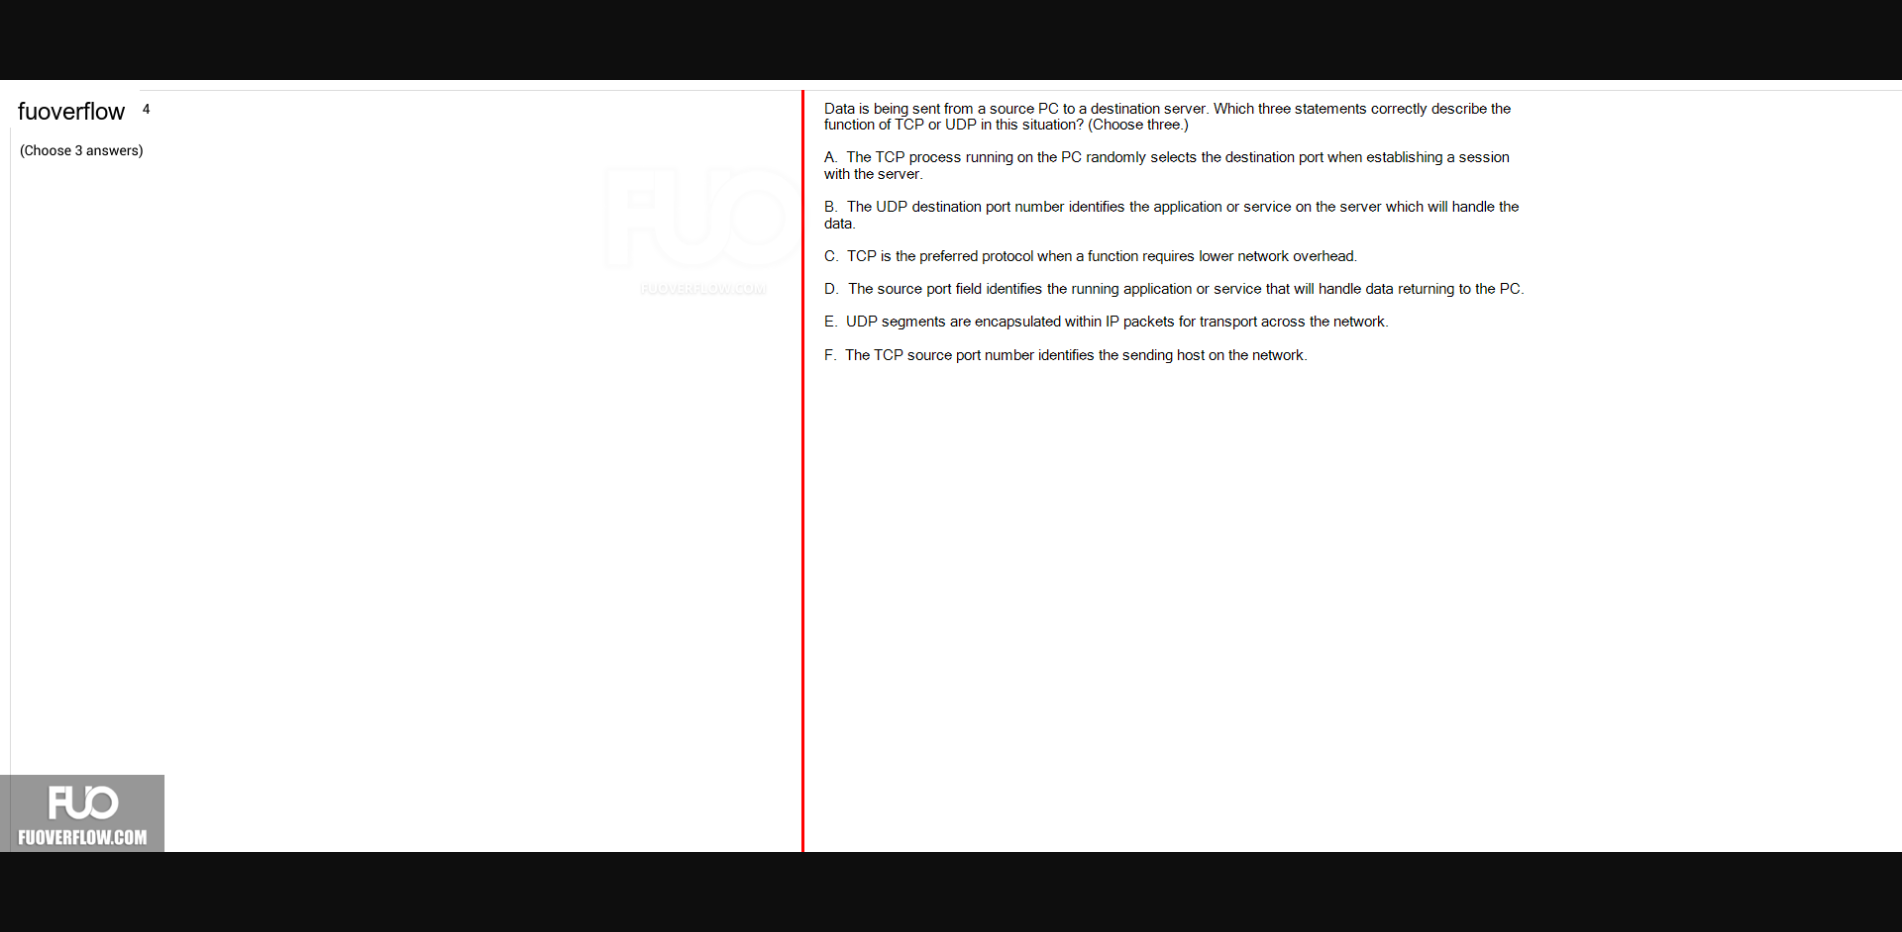 fuoverflow 4
(Choose 3 answers)
Data is being sent from a source PC to a destination server. Which three statements correctly describe the
function of TCP or UDP in this situation? (Choose three.)
A. The TCP process running on the PC randomly selects the destination port when establishing a session
with the server.
B. The UDP destination port number identifies the application or service on the server which will handle the
data.
C. TCP is the preferred protocol when a function requires lower network overhead.
D. The source port field identifies the running application or service that will handle data returning to the PC.
E. UDP segments are encapsulated within IP packets for transport across the network.
F. The TCP source port number identifies the sending host on the network.
FUO
FUOVERFLOW.COM
FUO
FUOVERFLOW.COM